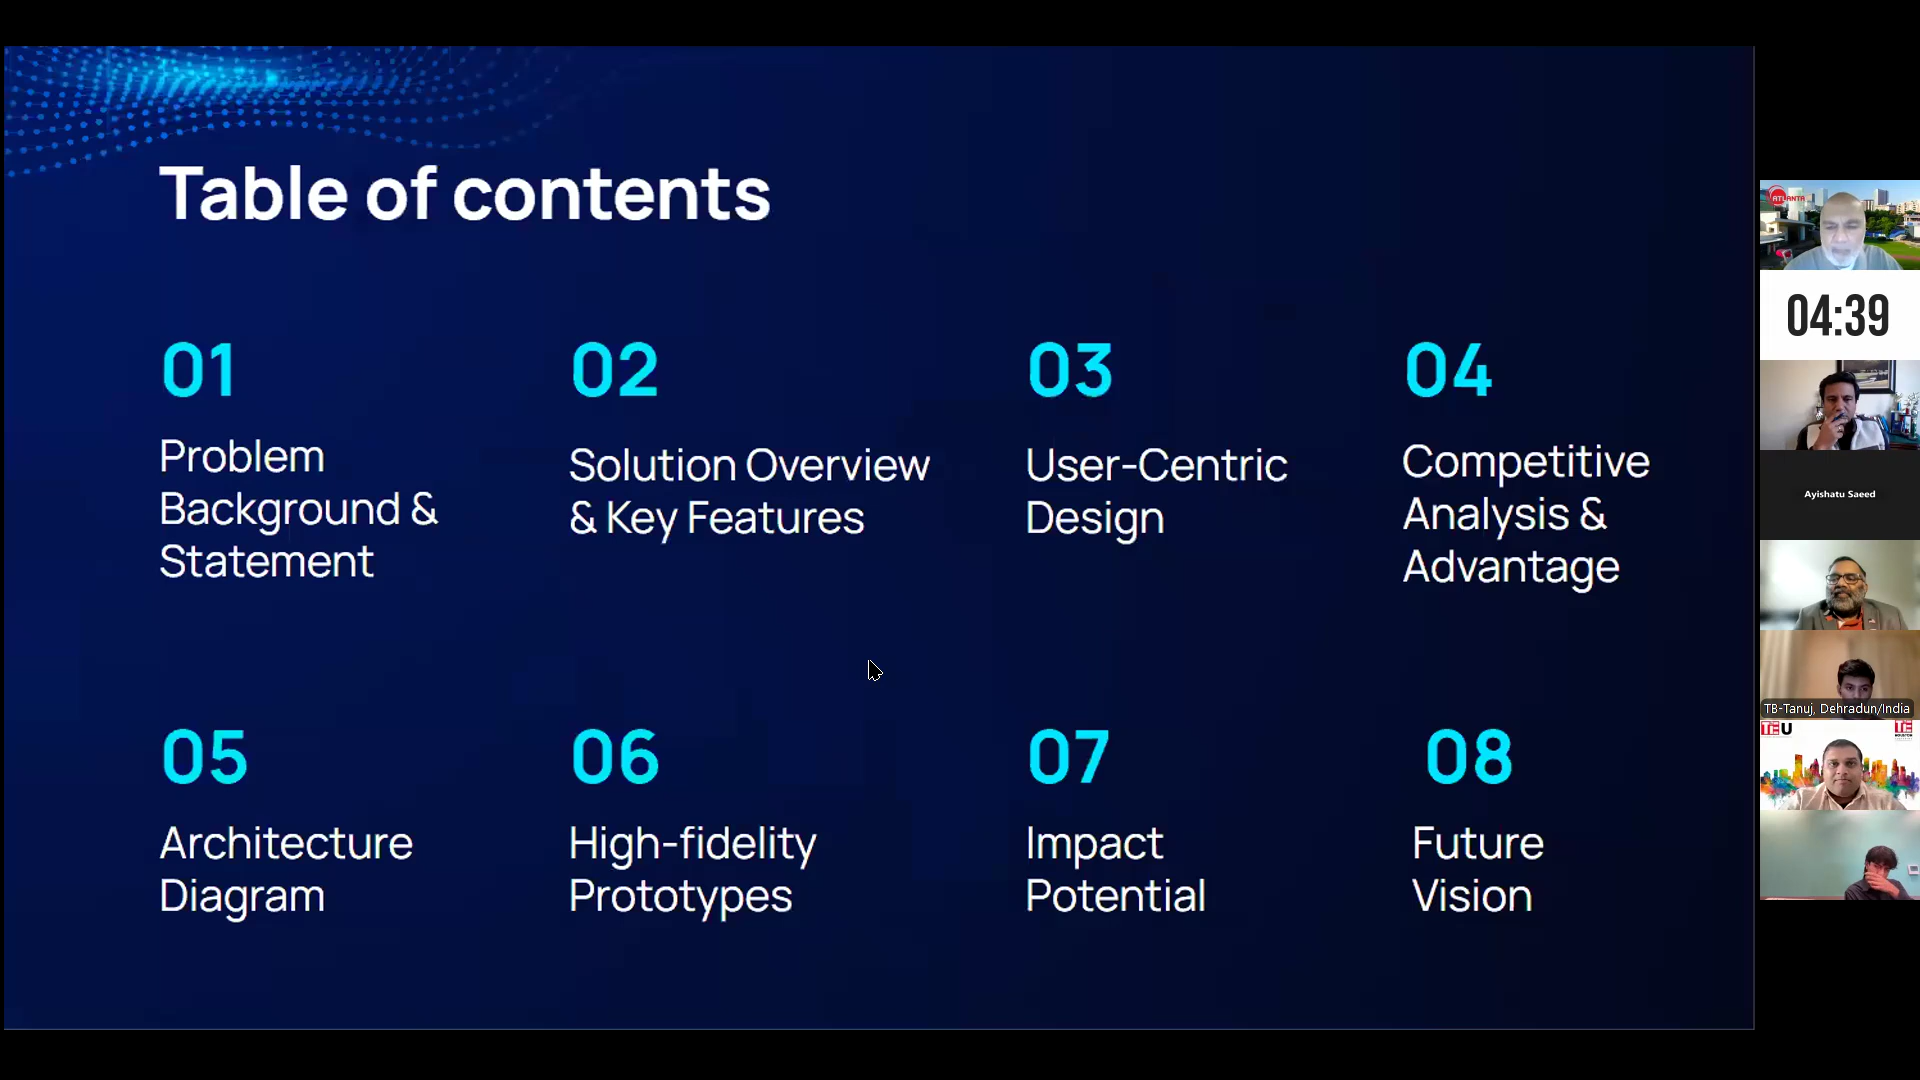 Table of contents
01
Problem
Background &
Statement
02
Solution Overview
& Key Features
03
User-Centric
Design
04
Competitive
Analysis &
Advantage
05
Architecture
Diagram
06
High-fidelity
Prototypes
07
Impact
Potential
08
Future
Vision
ATLANTA
04:39
Ayishatu Saeed
TB-Tanuj, Dehradun/India